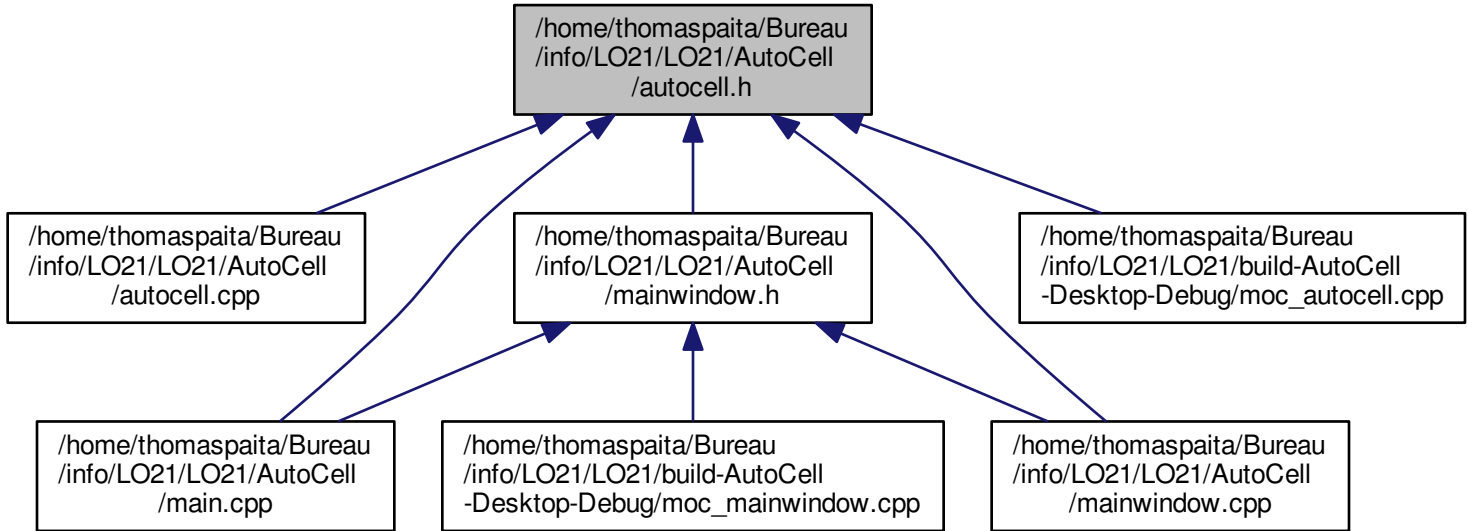 /home/thomaspaita/Bureau
/info/LO21/LO21/AutoCell
/autocell.h
/home/thomaspaita/Bureau
/info/LO21/LO21/AutoCell
/autocell.cpp
/home/thomaspaita/Bureau
/info/LO21/LO21/AutoCell
/mainwindow.h
/home/thomaspaita/Bureau
/info/LO21/LO21/build-AutoCell
-Desktop-Debug/moc_autocell.cpp
/home/thomaspaita/Bureau
/info/LO21/LO21/AutoCell
/main.cpp
/home/thomaspaita/Bureau
/info/LO21/LO21/build-AutoCell
-Desktop-Debug/moc_mainwindow.cpp
/home/thomaspaita/Bureau
/info/LO21/LO21/AutoCell
/mainwindow.cpp